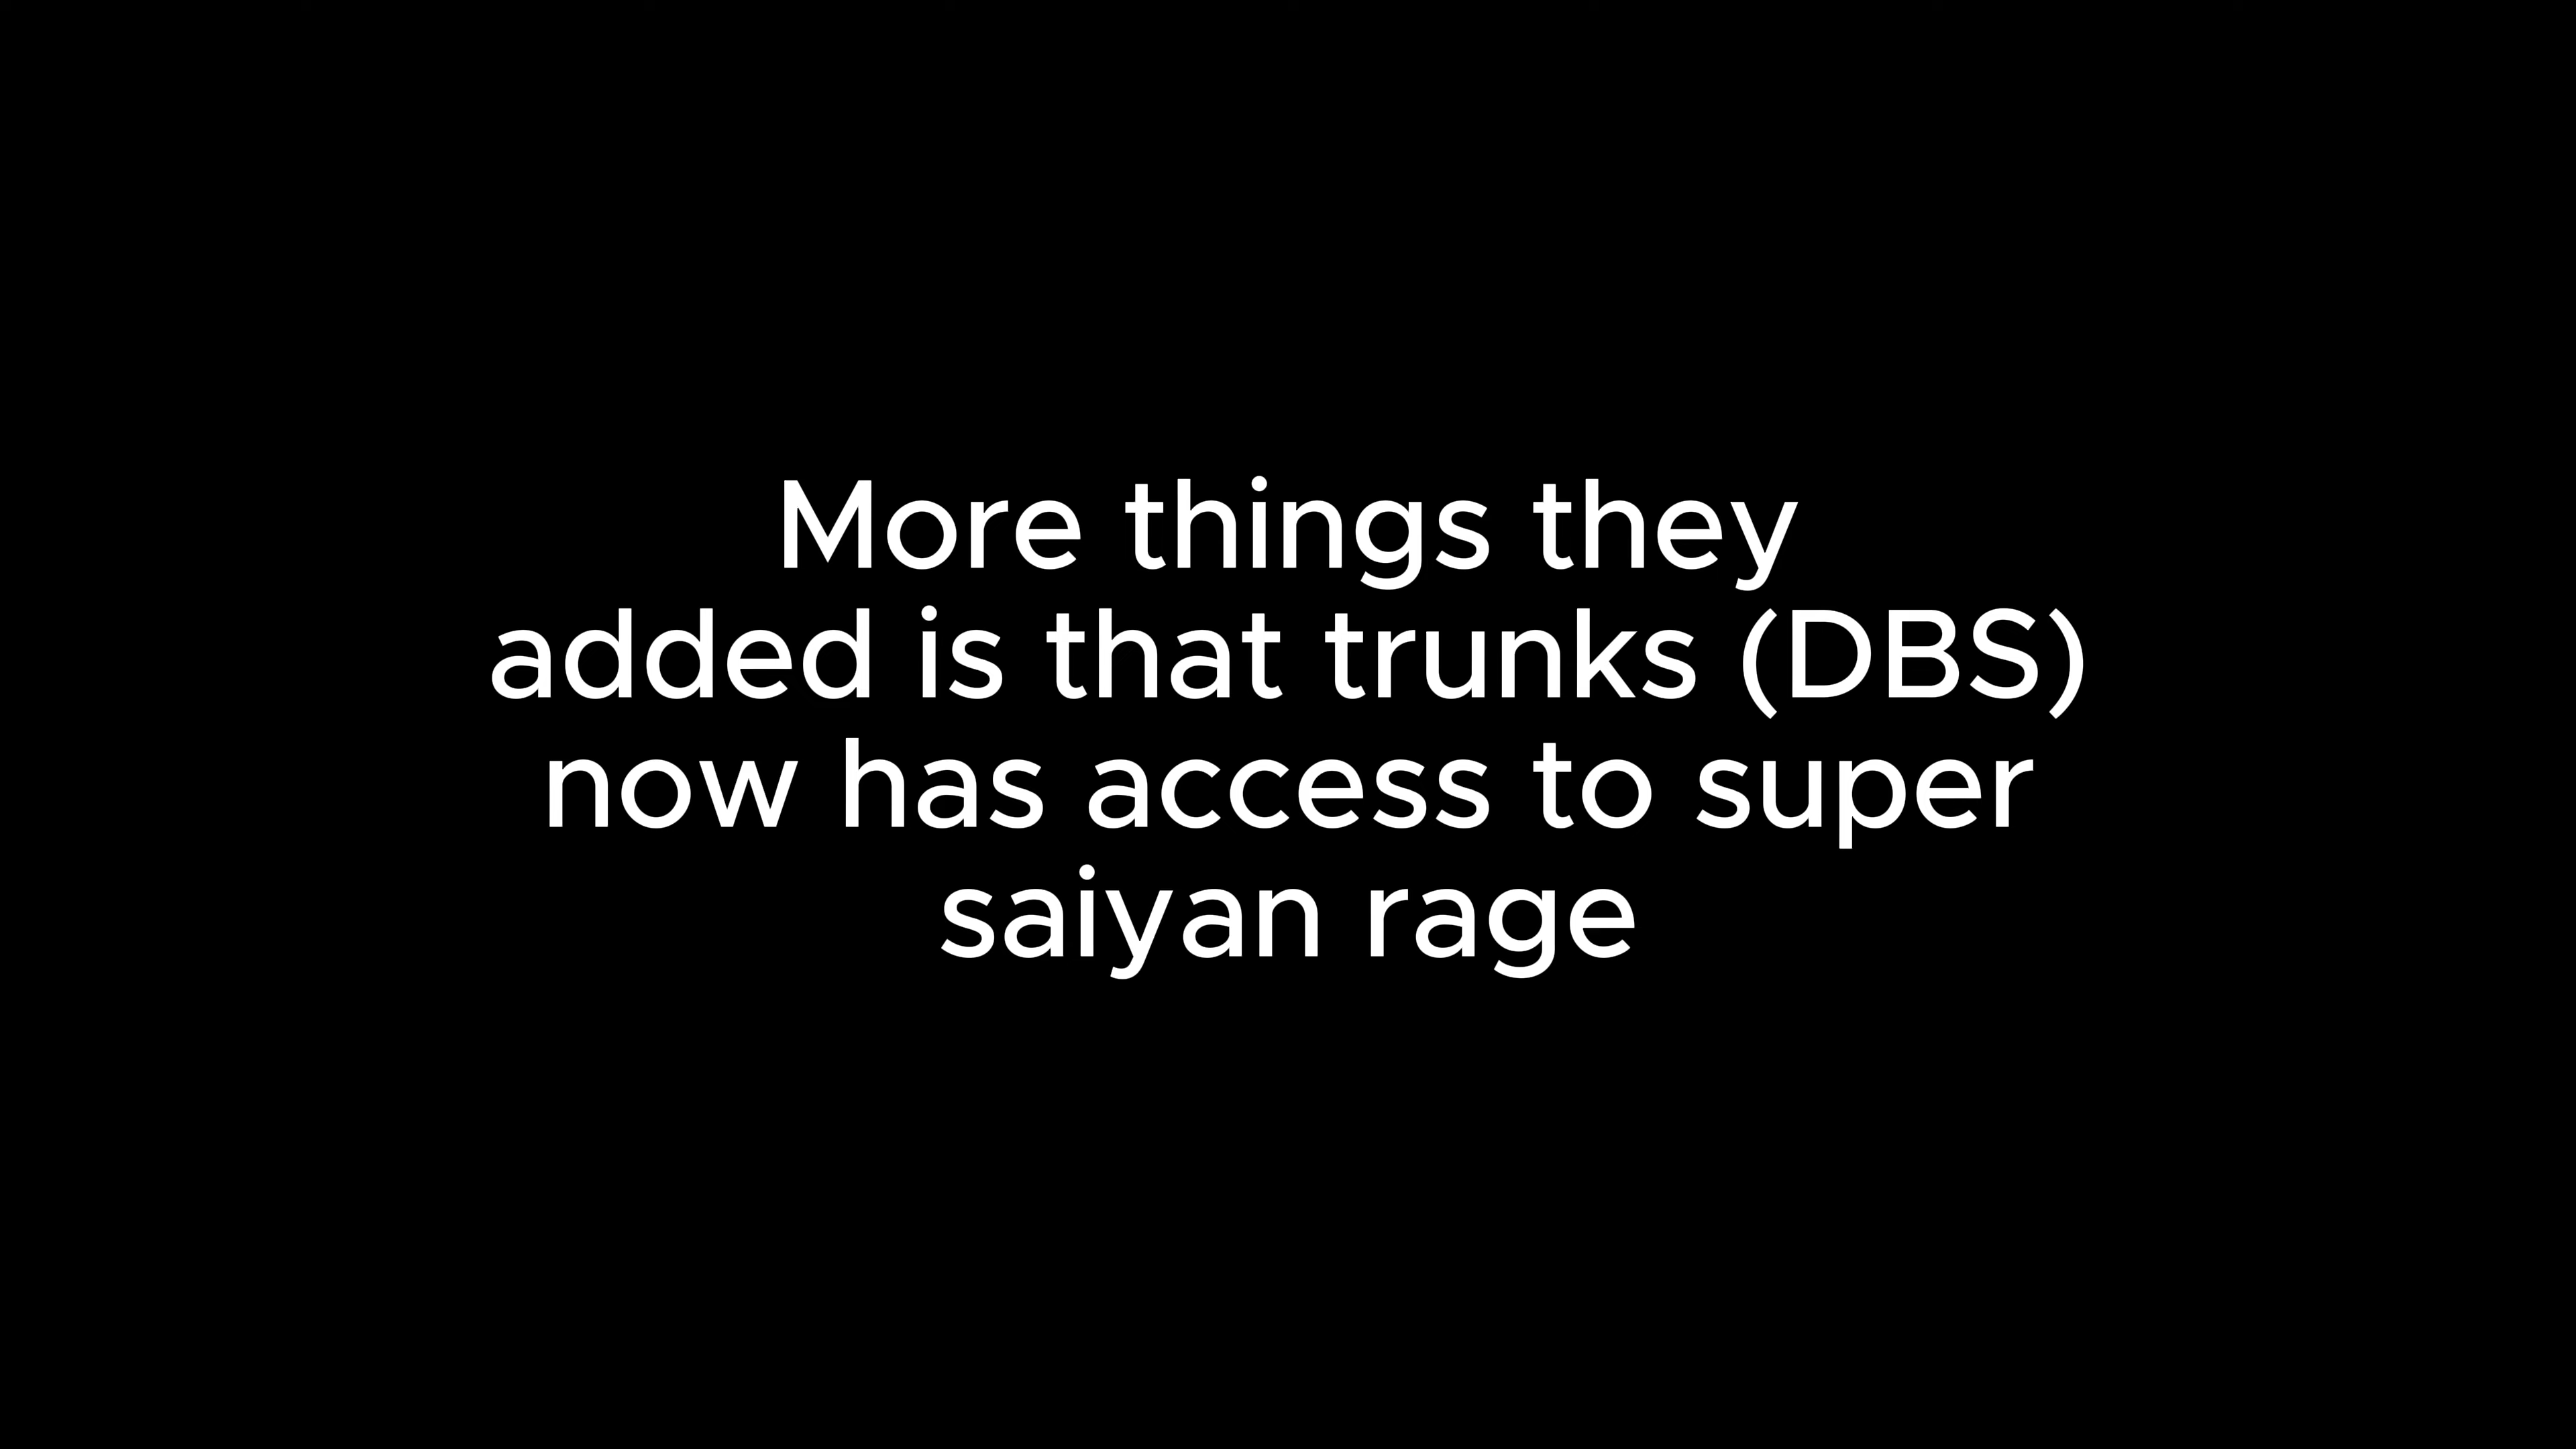 More things they
added is that trunks (DBS)
now has access to super
saiyan rage